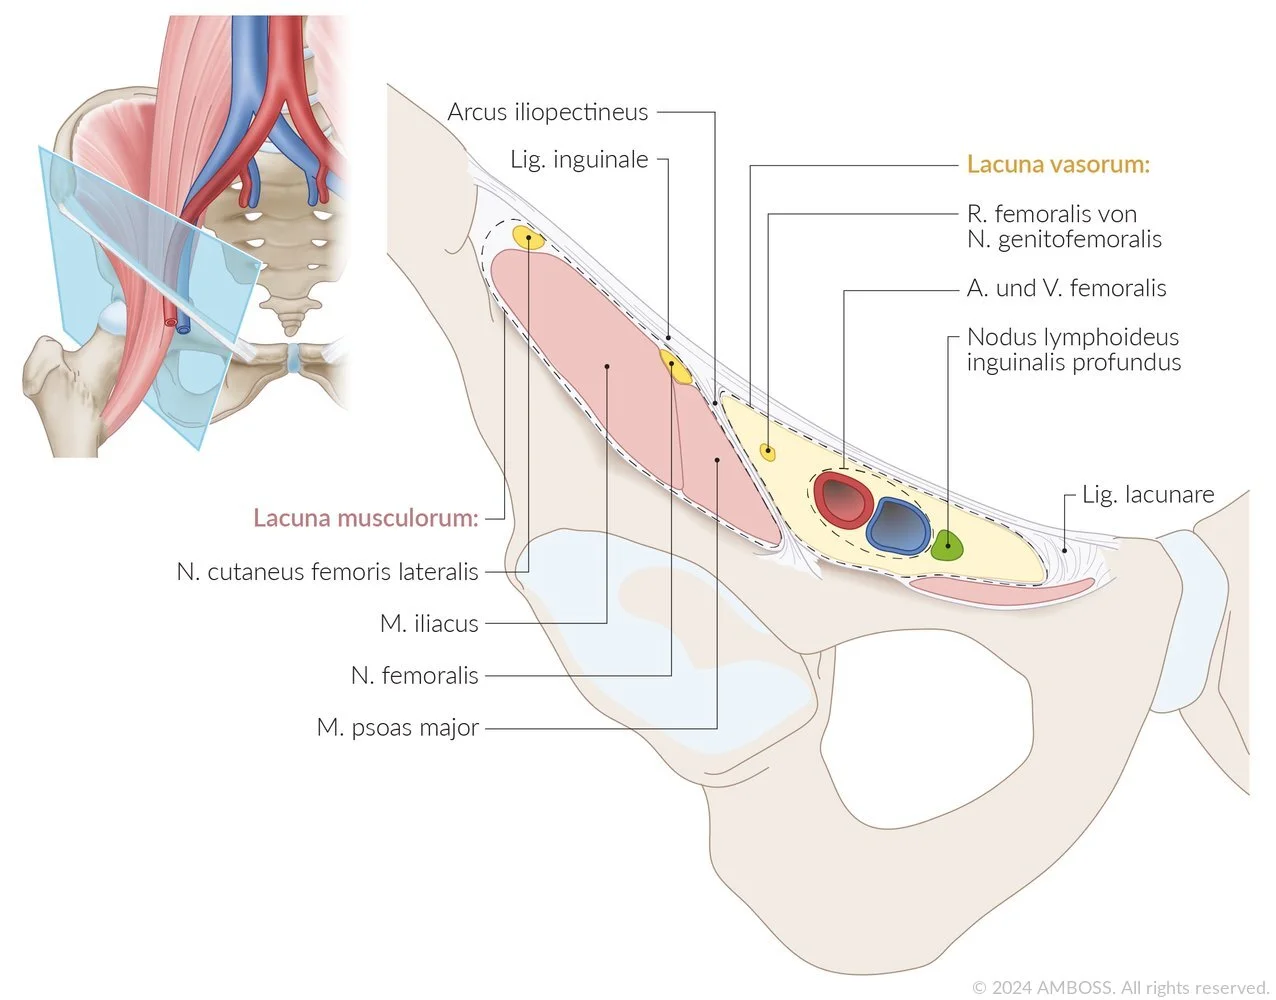 Arcus iliopectineus
Lig. inguinale
Lacuna vasorum:
R. femoralis von
N. genitofemoralis
A. und V. femoralis
Nodus lymphoideus
inguinalis profundus
Lig. lacunare
Lacuna musculorum:
N. cutaneus femoris lateralis
M. iliacus
N. femoralis
M. psoas major
© 2024 AMBOSS. All rights reserved.